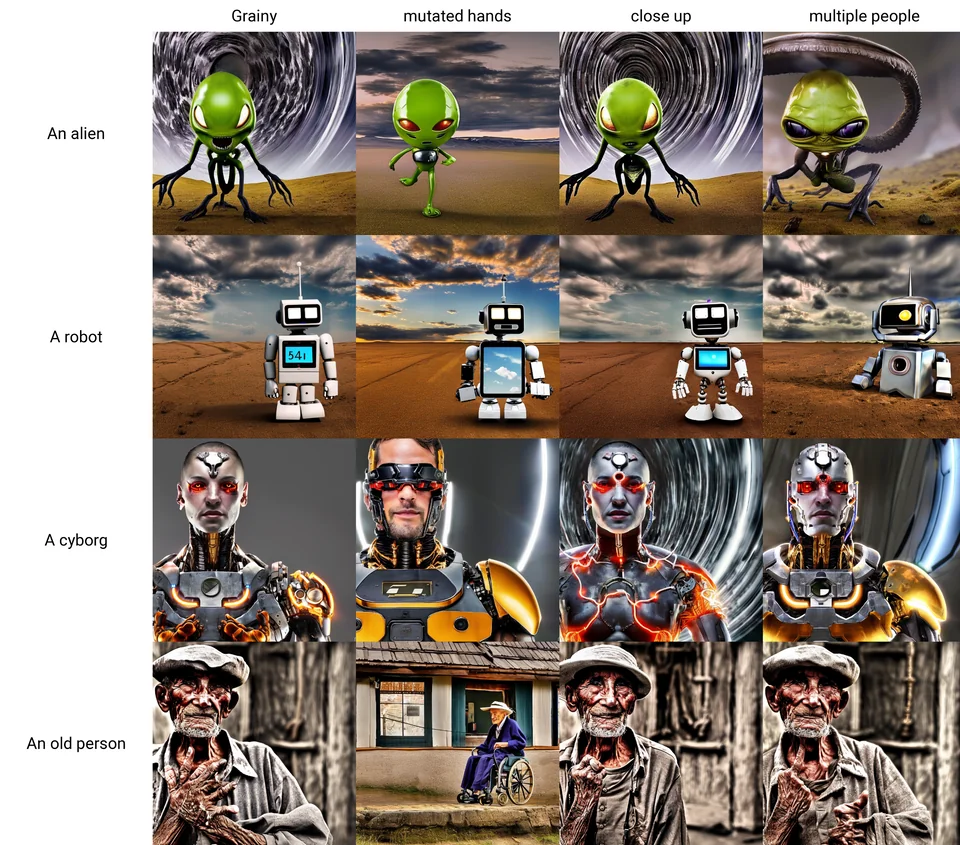 Grainy
mutated hands
close up
multiple people
An alien
A robot
541
A cyborg
An old person